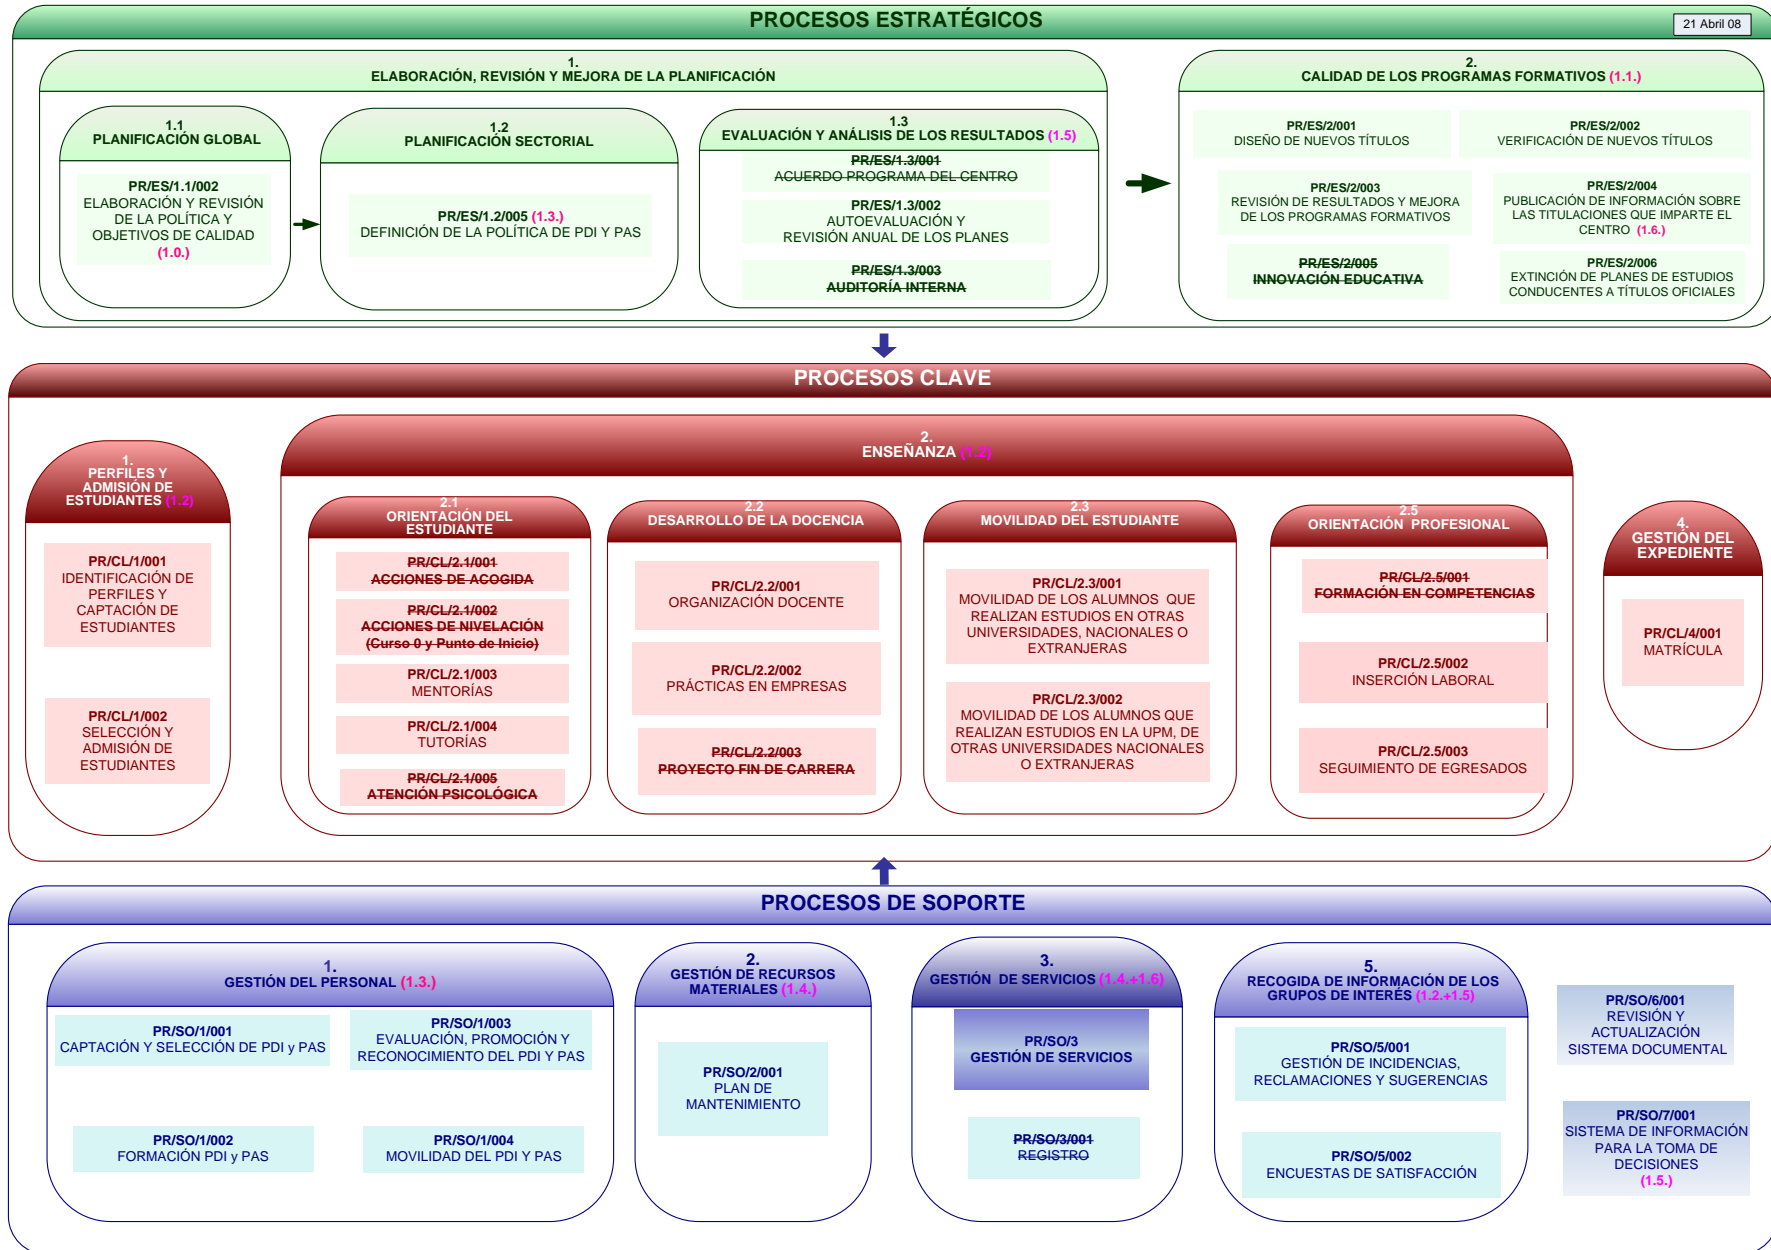 PROCESOS ESTRATÉGICOS
21 Abril 08
1.
ELABORACIÓN, REVISIÓN Y MEJORA DE LA PLANIFICACIÓN
1.1
PLANIFICACIÓN GLOBAL
PR/ES/1.1/002
ELABORACIÓN Y REVISIÓN
DE LA POLÍTICA Y
OBJETIVOS DE CALIDAD
(1.0.)
1.2
PLANIFICACIÓN SECTORIAL
PR/ES/1.2/005 (1.3.)
DEFINICIÓN DE LA POLÍTICA DE PDI Y PAS
1.3
EVALUACIÓN Y ANÁLISIS DE LOS RESULTADOS (1.5)
PR/ES/1.3/001
ACUERDO PROGRAMA DEL CENTRO
PR/ES/1.3/002
AUTOEVALUACIÓN Y
REVISIÓN ANUAL DE LOS PLANES
PR/ES/1.3/003
AUDITORÍA INTERNA
2.
CALIDAD DE LOS PROGRAMAS FORMATIVOS (1.1.)
PR/ES/2/001
DISEÑO DE NUEVOS TÍTULOS
PR/ES/2/002
VERIFICACIÓN DE NUEVOS TÍTULOS
PR/ES/2/003
REVISIÓN DE RESULTADOS Y MEJORA
DE LOS PROGRAMAS FORMATIVOS
PR/ES/2/004
PUBLICACIÓN DE INFORMACIÓN SOBRE
LAS TITULACIONES QUE IMPARTE EL
CENTRO (1.6.)
PR/ES/2/005
INNOVACIÓN EDUCATIVA
PR/ES/2/006
EXTINCIÓN DE PLANES DE ESTUDIOS
CONDUCENTES A TÍTULOS OFICIALES
PROCESOS CLAVE
1.
PERFILES Y
ADMISIÓN DE
ESTUDIANTES (1.2)
PR/CL/1/001
IDENTIFICACIÓN DE
PERFILES Y
CAPTACIÓN DE
ESTUDIANTES
PR/CL/1/002
SELECCIÓN Y
ADMISIÓN DE
ESTUDIANTES
2.
ENSEÑANZA (1.2)
2.1
ORIENTACIÓN DEL
ESTUDIANTE
PR/CL/2.1/001
ACCIONES DE ACOGIDA
PR/CL/2.1/002
ACCIONES DE NIVELACIÓN
(Curso 0 y Punto de Inicio)
PR/CL/2.1/003
MENTORÍAS
PR/CL/2.1/004
TUTORÍAS
PR/CL/2.1/005
ATENCIÓN PSICOLÓGICA
2.2
DESARROLLO DE LA DOCENCIA
PR/CL/2.2/001
ORGANIZACIÓN DOCENTE
PR/CL/2.2/002
PRÁCTICAS EN EMPRESAS
PR/CL/2.2/003
PROYECTO FIN DE CARRERA
2.3
MOVILIDAD DEL ESTUDIANTE
PR/CL/2.3/001
MOVILIDAD DE LOS ALUMNOS QUE
REALIZAN ESTUDIOS EN OTRAS
UNIVERSIDADES, NACIONALES O
EXTRANJERAS
PR/CL/2.3/002
MOVILIDAD DE LOS ALUMNOS QUE
REALIZAN ESTUDIOS EN LA UPM, DE
OTRAS UNIVERSIDADES NACIONALES
O EXTRANJERAS
2.5
ORIENTACIÓN PROFESIONAL
PR/CL/2.5/001
FORMACIÓN EN COMPETENCIAS
PR/CL/2.5/002
INSERCIÓN LABORAL
PR/CL/2.5/003
SEGUIMIENTO DE EGRESADOS
4.
GESTIÓN DEL
EXPEDIENTE
PR/CL/4/001
MATRÍCULA
PROCESOS DE SOPORTE
1.
GESTIÓN DEL PERSONAL (1.3.)
PR/SO/1/001
CAPTACIÓN Y SELECCIÓN DE PDI y PAS
PR/SO/1/003
EVALUACIÓN, PROMOCIÓN Y
RECONOCIMIENTO DEL PDI Y PAS
PR/SO/1/002
FORMACIÓN PDI y PAS
PR/SO/1/004
MOVILIDAD DEL PDI Y PAS
2.
GESTIÓN DE RECURSOS
MATERIALES (1.4.)
PR/SO/2/001
PLAN DE
MANTENIMIENTO
3.
GESTIÓN DE SERVICIOS (1.4.+1.6)
PR/SO/3
GESTIÓN DE SERVICIOS
PR/SO/3/001
REGISTRO
5.
RECOGIDA DE INFORMACIÓN DE LOS
GRUPOS DE INTERÉS (1.2.+1.5)
PR/SO/5/001
GESTIÓN DE INCIDENCIAS,
RECLAMACIONES Y SUGERENCIAS
PR/SO/5/002
ENCUESTAS DE SATISFACCIÓN
PR/SO/6/001
REVISIÓN Y
ACTUALIZACIÓN
SISTEMA DOCUMENTAL
PR/SO/7/001
SISTEMA DE INFORMACIÓN
PARA LA TOMA DE
DECISIONES
(1.5.)